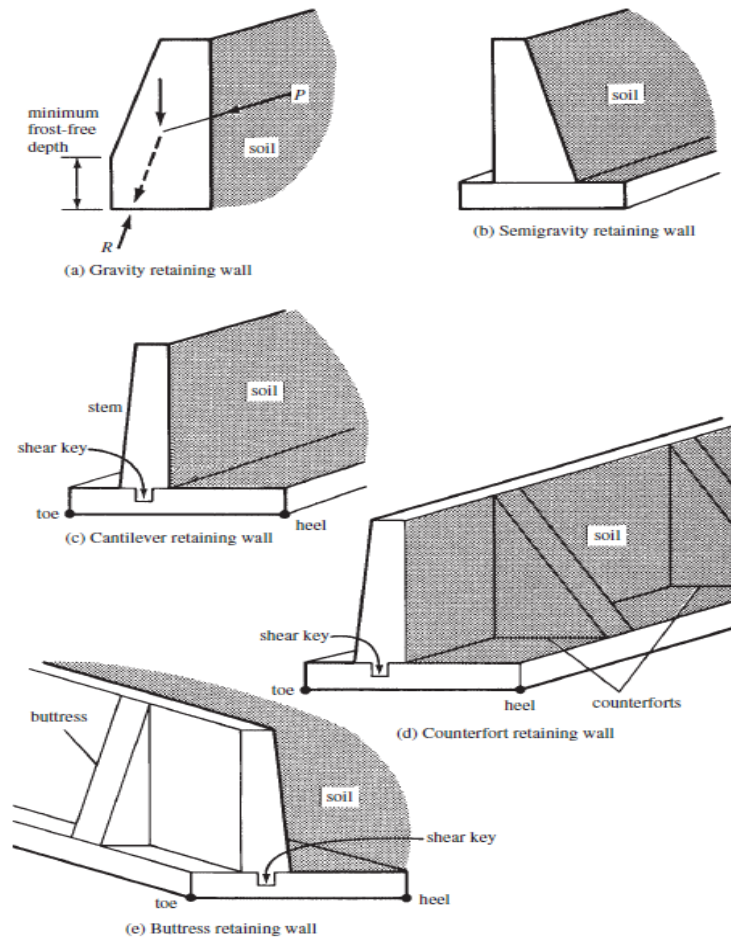 minimum
frost-free
depth
P
soil
R
(a) Gravity retaining wall
soil
(b) Semigravity retaining wall
stem
soil
shear key
toe
heel
(c) Cantilever retaining wall
soil
shear key
toe
heel
counterforts
(d) Counterfort retaining wall
buttress
soil
shear key
toe
heel
(e) Buttress retaining wall